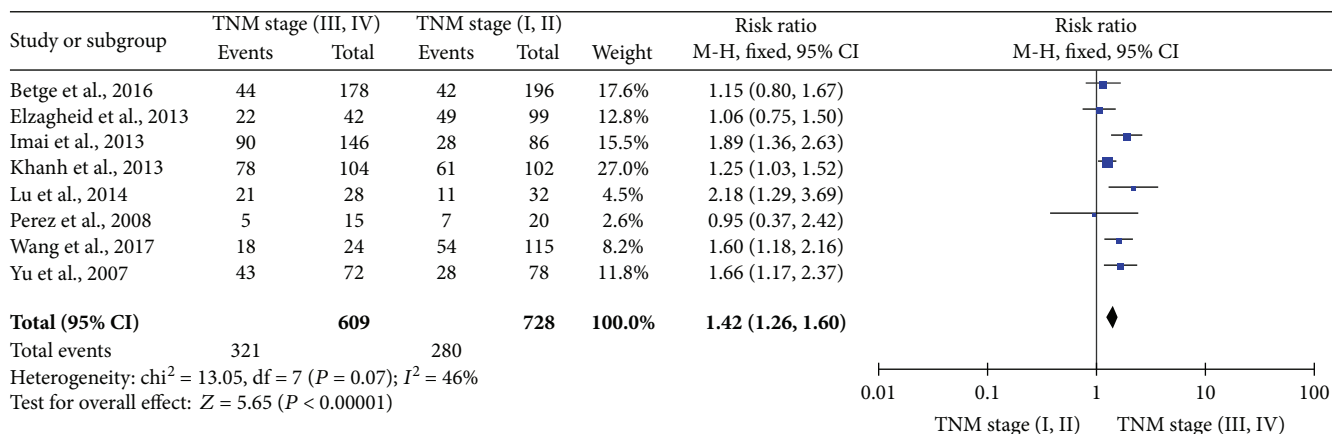 Study or subgroup TNM stage (III, IV) TNM stage (I, II) Weight Risk ratio Risk ratio
Events Total Events Total M-H, fixed, 95% CI M-H, fixed, 95% CI
Betge et al., 2016 44 178 42 196 17.6% 1.15 (0.80, 1.67)
Elzagheid et al., 2013 22 42 49 99 12.8% 1.06 (0.75, 1.50)
Imai et al., 2013 90 146 28 86 15.5% 1.89 (1.36, 2.63)
Khanh et al., 2013 78 104 61 102 27.0% 1.25 (1.03, 1.52)
Lu et al., 2014 21 28 11 32 4.5% 2.18 (1.29, 3.69)
Perez et al., 2008 5 15 7 20 2.6% 0.95 (0.37, 2.42)
Wang et al., 2017 18 24 54 115 8.2% 1.60 (1.18, 2.16)
Yu et al., 2007 43 72 28 78 11.8% 1.66 (1.17, 2.37)
Total (95% CI) 609 728 100.0% 1.42 (1.26, 1.60)
Total events 321 280
Heterogeneity: chi² = 13.05, df = 7 (P = 0.07); I² = 46%
Test for overall effect: Z = 5.65 (P < 0.00001)
0.01 0.1 1 10 100
TNM stage (I, II) TNM stage (III, IV)